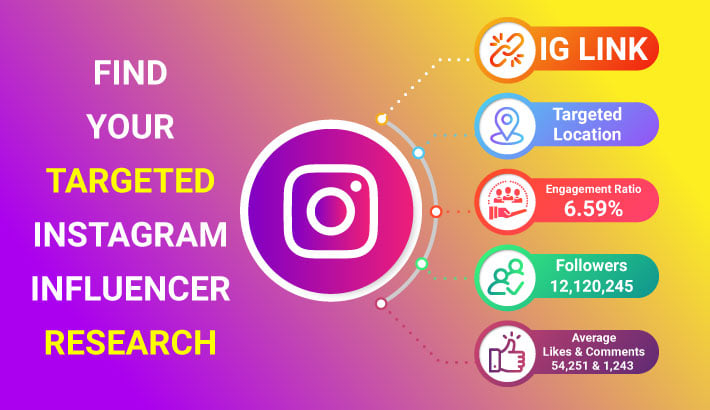 FIND
YOUR
TARGETED
INSTAGRAM
INFLUENCER
RESEARCH
IG LINK
Targeted
Location
Engagement Ratio
6.59%
Followers
12,120,245
Average
Likes & Comments
54,251 & 1,243